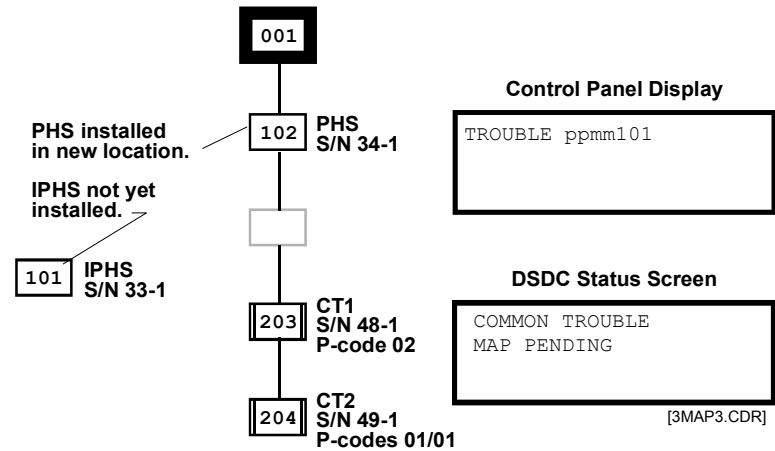 001
PHS installed
in new location.
102
PHS
S/N 34-1
IPHS not yet
installed.
101
IPHS
S/N 33-1
203
CT1
S/N 48-1
P-code 02
204
CT2
S/N 49-1
P-codes 01/01
Control Panel Display
TROUBLE ppmm101
DSDC Status Screen
COMMON TROUBLE
MAP PENDING
[3MAP3.CDR]